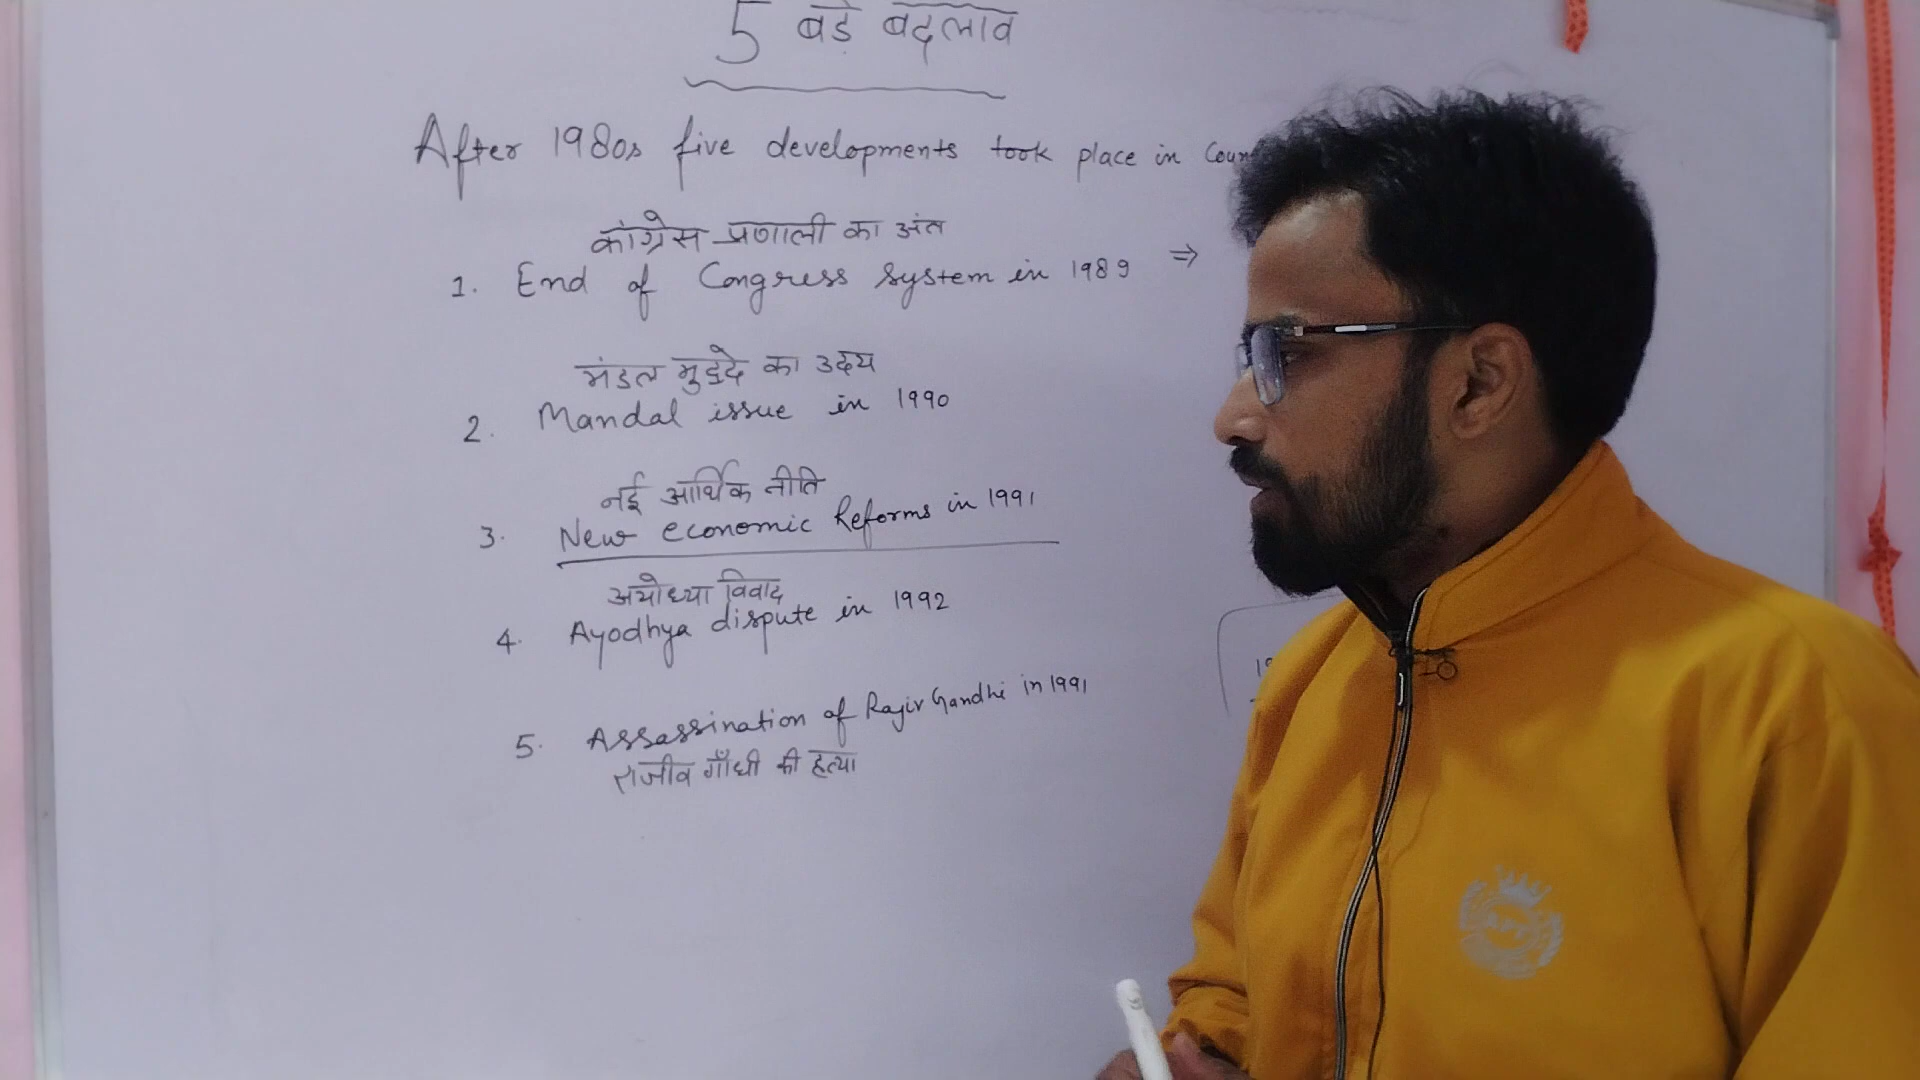 5 बड़े बदलाव
After 1980s five developments took place in
कांग्रेस प्रणाली का अंत
1. End of Congress system in 1989 ⇒
मंडल मुद्दे का उदय
2. Mandal issue in 1990
नई आर्थिक नीति
3. New economic Reforms in 1991
अयोध्या विवाद
4. Ayodhya dispute in 1992
5. Assassination of Rajiv Gandhi in 1991
राजीव गाँधी की हत्या